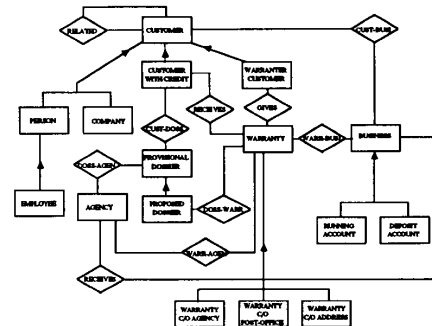 RELATED
CUSTOMER
CUST-BUSI
CUSTOMER
WITH CREDIT
WARRANTER
CUSTOMER
RECEIVES
GIVES
PERSON
COMPANY
CUST-DOSS
WARRANTY
WARR-BUSI
BUSINESS
DOSS-AGEN
PROVISIONAL
DOSSIER
EMPLOYEE
AGENCY
PROPOSED
DOSSIER
DOSS-WARR
RUNNING
ACCOUNT
DEPOSIT
ACCOUNT
WARR-AGEN
RECEIVES
WARRANTY
C/O AGENCY
WARRANTY
C/O
POST-OFFICE
WARRANTY
C/O ADDRESS